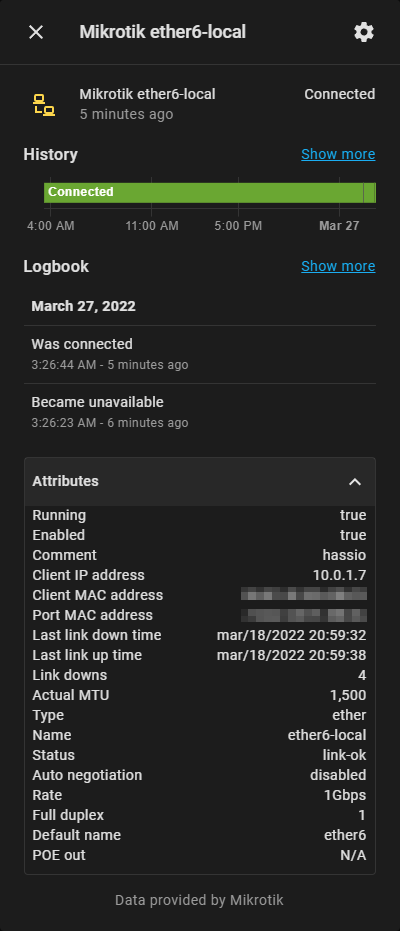 Mikrotik ether6-local
Mikrotik ether6-local Connected
5 minutes ago
History Show more
Connected
4:00 AM 11:00 AM 5:00 PM Mar 27
Logbook Show more
March 27, 2022
Was connected
3:26:44 AM - 5 minutes ago
Became unavailable
3:26:23 AM - 6 minutes ago
Attributes
Running true
Enabled true
Comment hassio
Client IP address 10.0.1.7
Client MAC address
Port MAC address
Last link down time mar/18/2022 20:59:32
Last link up time mar/18/2022 20:59:38
Link downs 4
Actual MTU 1,500
Type ether
Name ether6-local
Status link-ok
Auto negotiation disabled
Rate 1Gbps
Full duplex 1
Default name ether6
POE out N/A
Data provided by Mikrotik